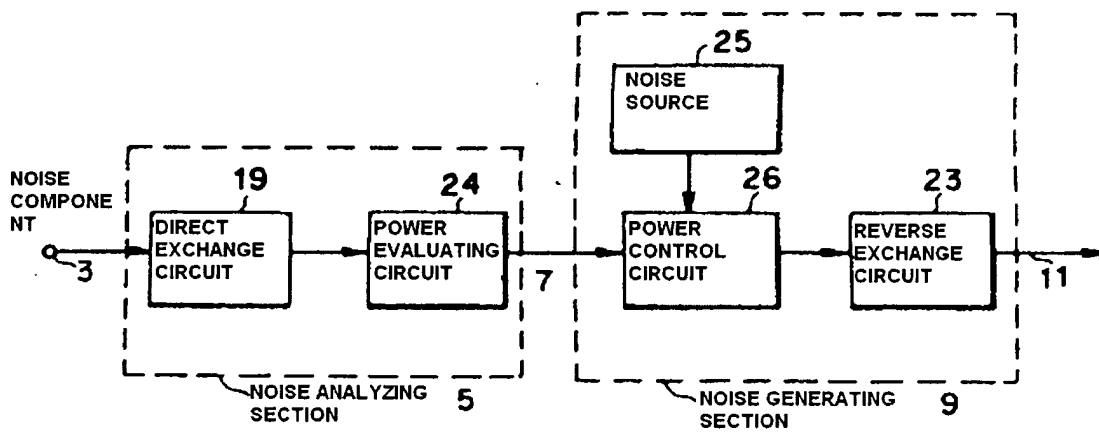 25
NOISE
SOURCE
NOISE
COMPONE
NT
3
19
DIRECT
EXCHANGE
CIRCUIT
24
POWER
EVALUATING
CIRCUIT
7
26
POWER
CONTROL
CIRCUIT
23
REVERSE
EXCHANGE
CIRCUIT
11
NOISE ANALYZING
SECTION
5
NOISE GENERATING
SECTION
9